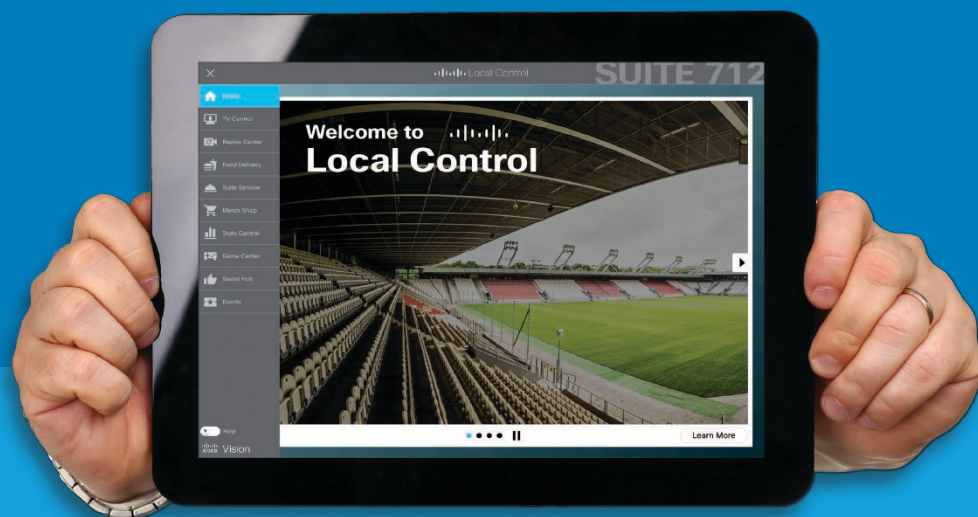 Local Control
SUITE 712
Home
TV Control
Replay Center
Food Delivery
Suite Service
Merch Shop
Stats Central
Game Center
Social Hub
Events
Welcome to
Local Control
Learn More
Help
cisco Vision